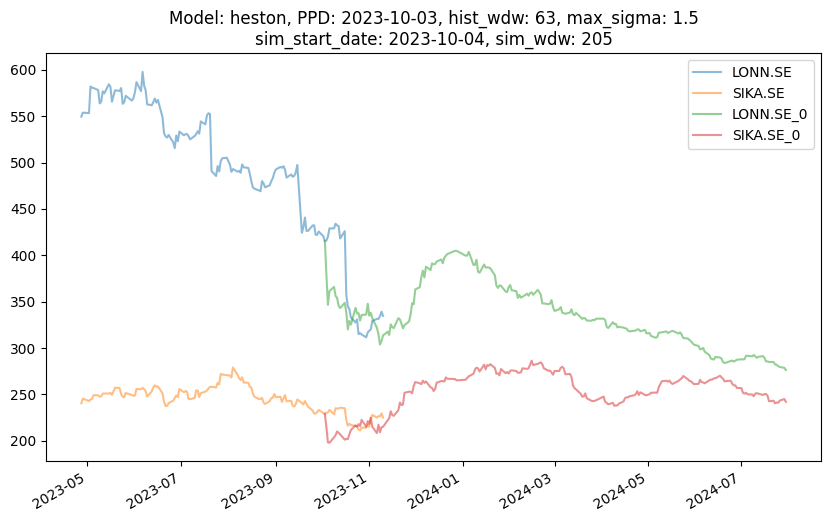 Model: heston, PPD: 2023-10-03, hist_wdw: 63, max_sigma: 1.5
sim_start_date: 2023-10-04, sim_wdw: 205
LONN.SE
SIKA.SE
LONN.SE_0
SIKA.SE_0
600
550
500
450
400
350
300
250
200
2023-05
2023-07
2023-09
2023-11
2024-01
2024-03
2024-05
2024-07